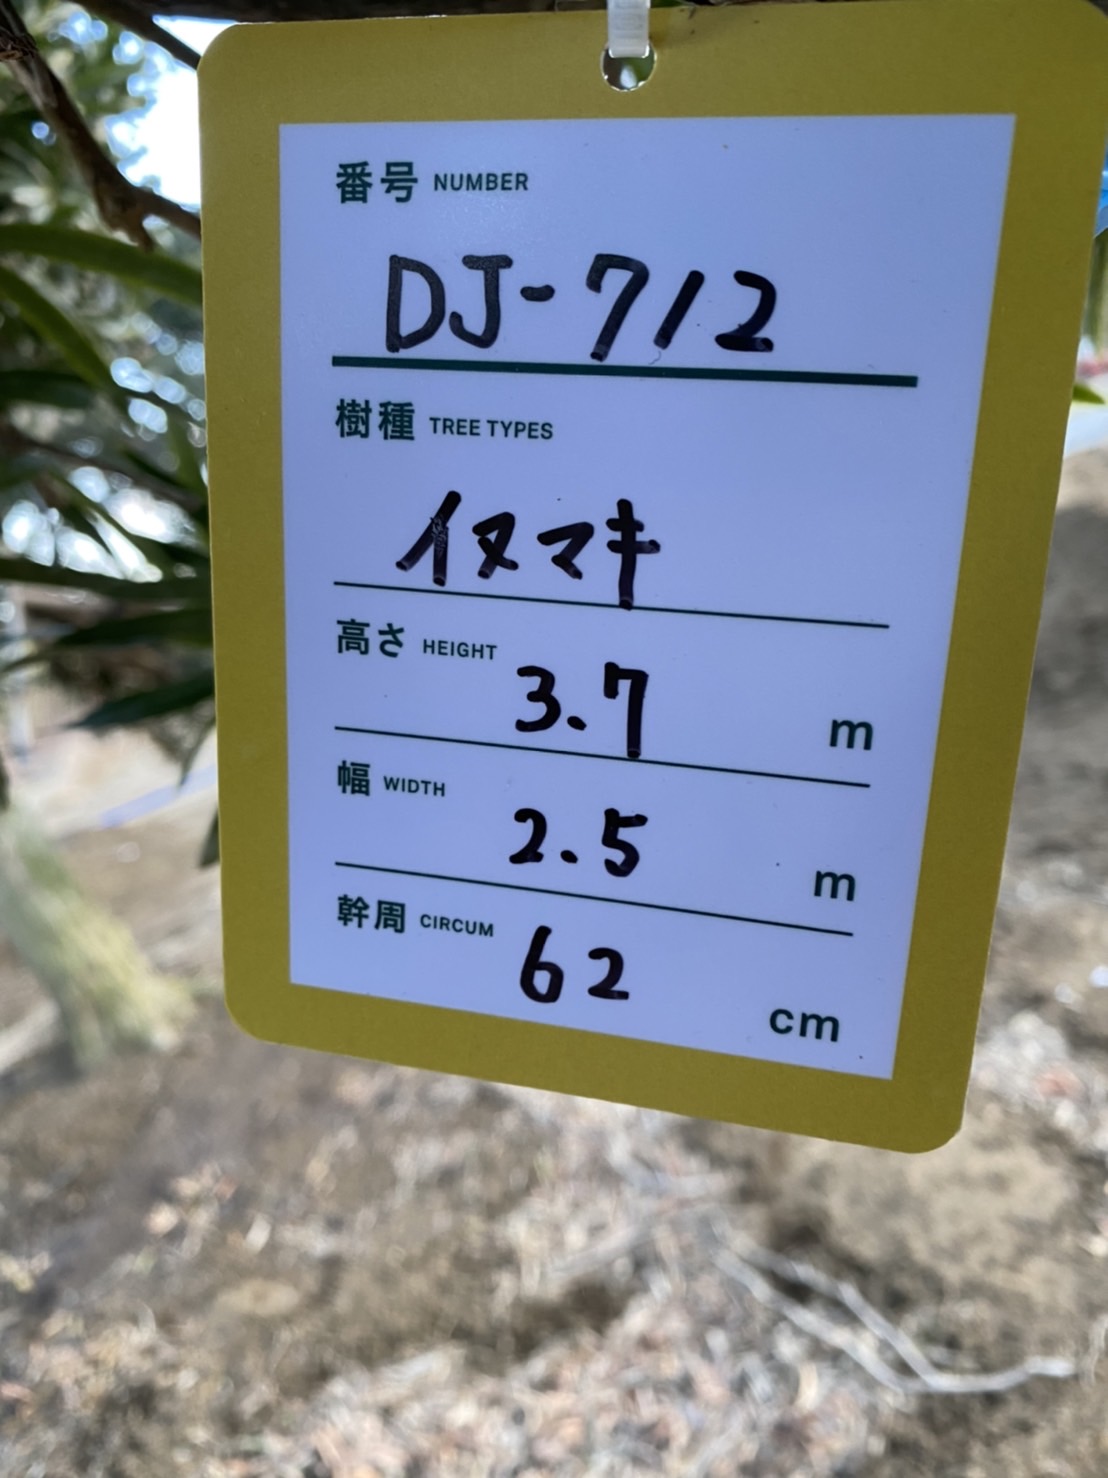 番号 NUMBER
DJ-712
樹種 TREE TYPES
イヌマキ
高さ HEIGHT
3.7 m
幅 WIDTH
2.5 m
幹周 CIRCUM
62 cm